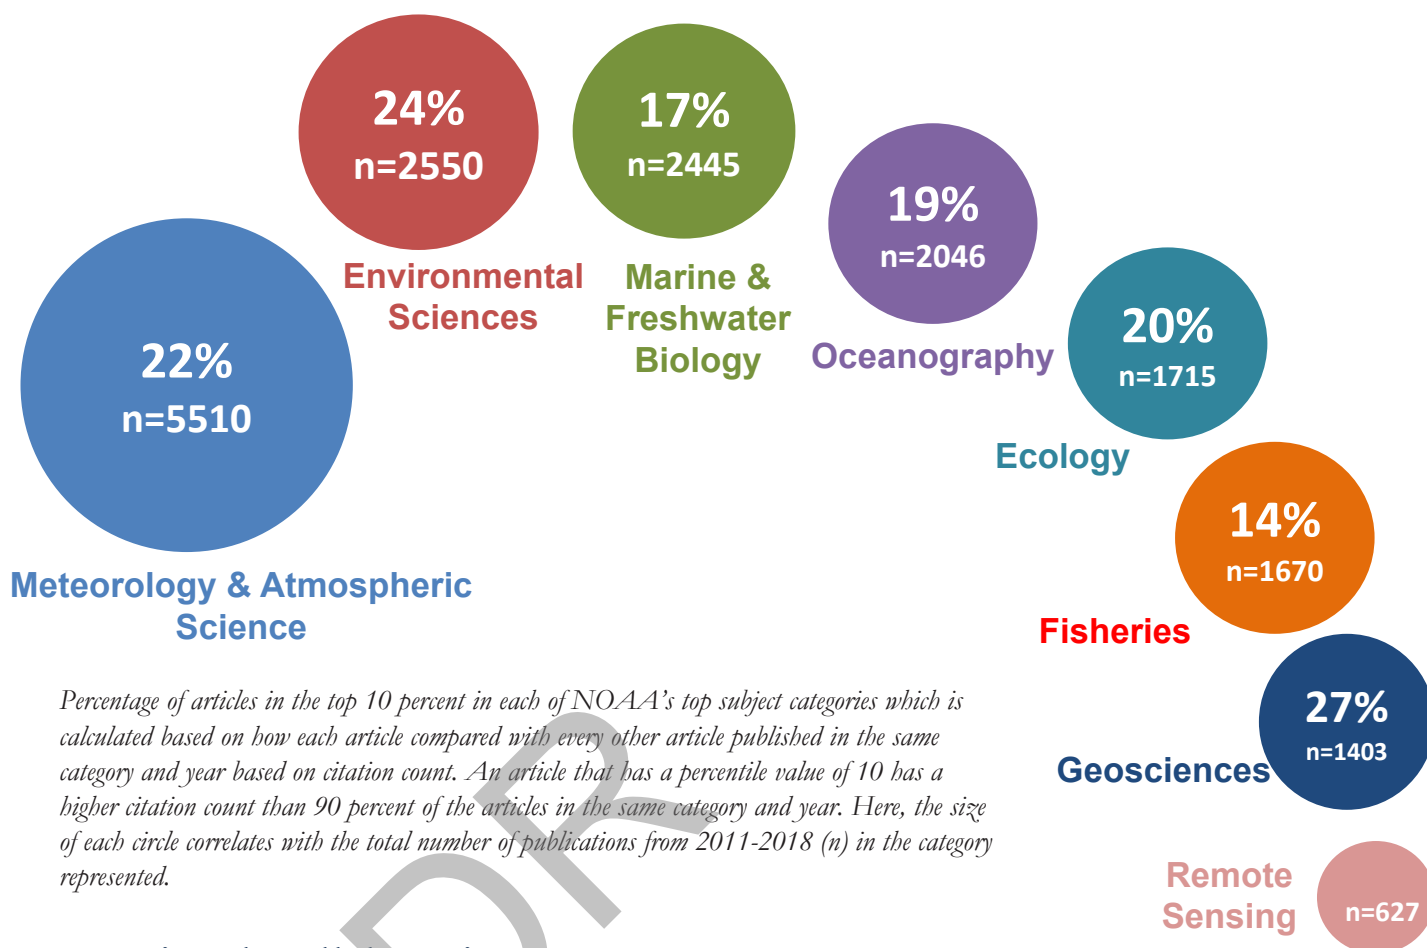 24%
n=2550
Environmental
Sciences
17%
n=2445
Marine &
Freshwater
Biology
19%
n=2046
Oceanography
20%
n=1715
Ecology
22%
n=5510
Meteorology & Atmospheric
Science
14%
n=1670
Fisheries
27%
n=1403
Geosciences
Percentage of articles in the top 10 percent in each of NOAA's top subject categories which is
calculated based on how each article compared with every other article published in the same
category and year based on citation count. An article that has a percentile value of 10 has a
higher citation count than 90 percent of the articles in the same category and year. Here, the size
of each circle correlates with the total number of publications from 2011-2018 (n) in the category
represented.
Remote
Sensing
n=627
DR